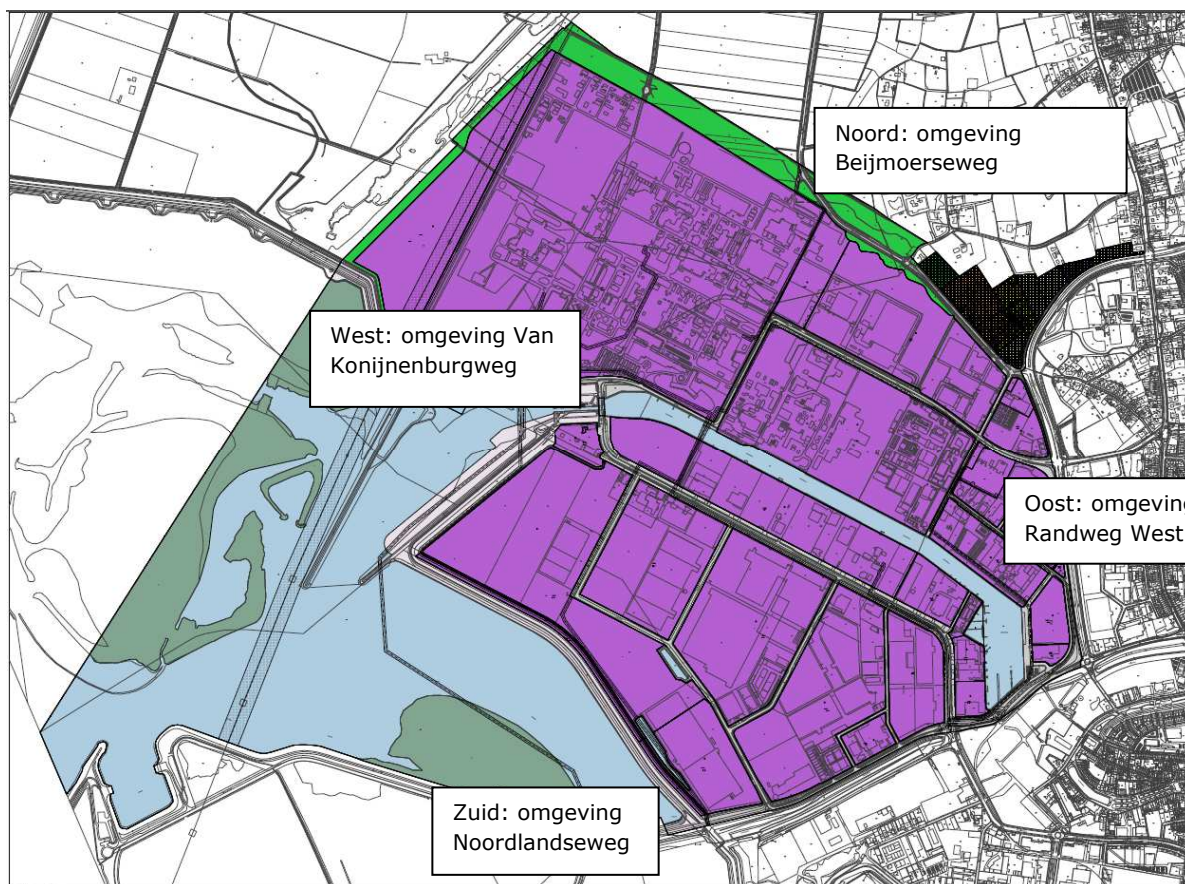 Noord: omgeving
Beijmoerseweg
West: omgeving Van
Konijnenburgweg
Oost: omgeving
Randweg West
Zuid: omgeving
Noordlandseweg